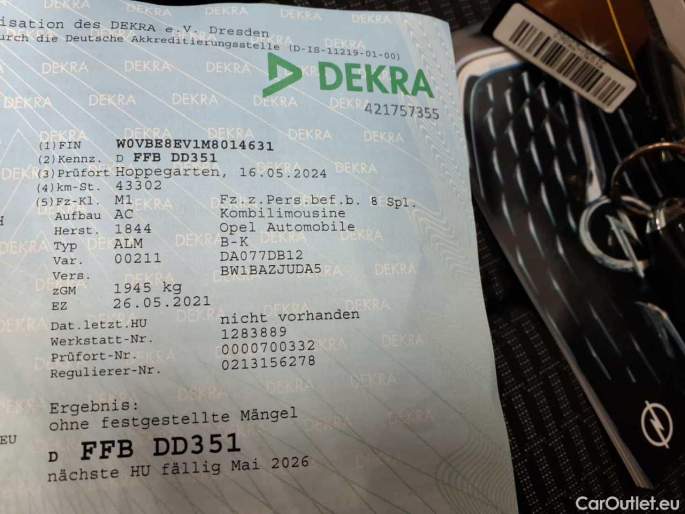 isation des DEKRA e.V. Dresden
urch die Deutsche Akkreditierungsstelle (D-IS-11219-01-00)
DEKRA
421757355
(1) FIN W0VBE8EV1M8014631
(2) Kennz. D FFB DD351
(3) Prüfort Hoppegarten, 16.05.2024
(4) km-St. 43302
(5) Fz-Kl. M1 Fz.z.Pers.bef.b. 8 Spl.
Aufbau AC Kombilimousine
Herst. 1844 Opel Automobile
Typ ALM B-K
Var. 00211 DA077DB12
Vers. BW1BAZJUDA5
zGM 1945 kg
EZ 26.05.2021
Dat.letzt.HU nicht vorhanden
Werkstatt-Nr. 1283889
Prüfort-Nr. 0000700332
Regulierer-Nr. 0213156278
Ergebnis:
ohne festgestellte Mängel
EU
D FFB DD351
nächste HU fällig Mai 2026
CarOutlet.eu